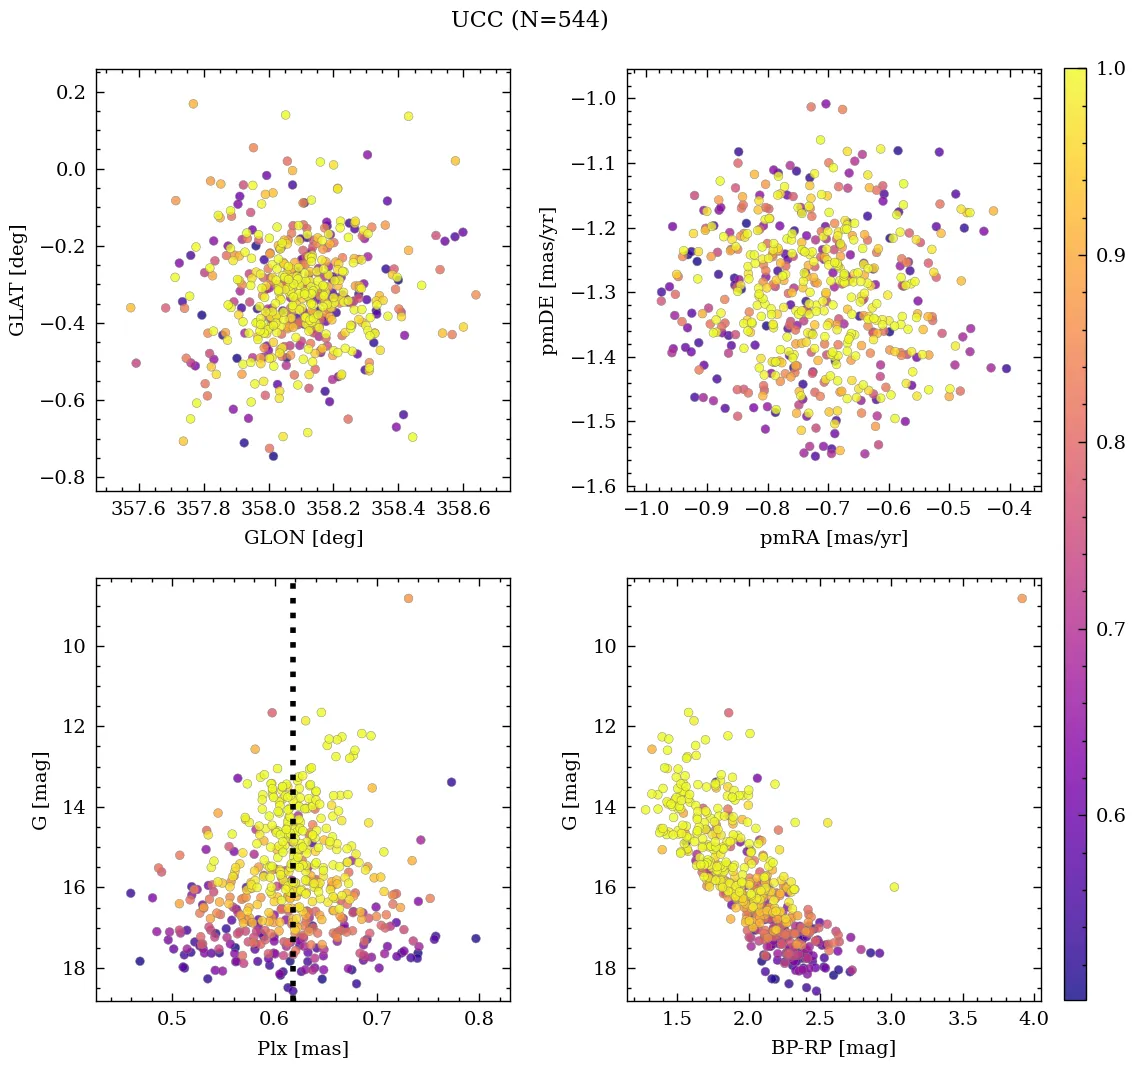 UCC (N=544)
0.2
0.0
−0.2
−0.4
−0.6
−0.8
GLAT [deg]
357.6 357.8 358.0 358.2 358.4 358.6
GLON [deg]
−1.0
−1.1
−1.2
−1.3
−1.4
−1.5
−1.6
pmDE [mas/yr]
−1.0 −0.9 −0.8 −0.7 −0.6 −0.5 −0.4
pmRA [mas/yr]
10
12
14
16
18
G [mag]
0.5 0.6 0.7 0.8
Plx [mas]
10
12
14
16
18
G [mag]
1.5 2.0 2.5 3.0 3.5 4.0
BP-RP [mag]
1.0
0.9
0.8
0.7
0.6